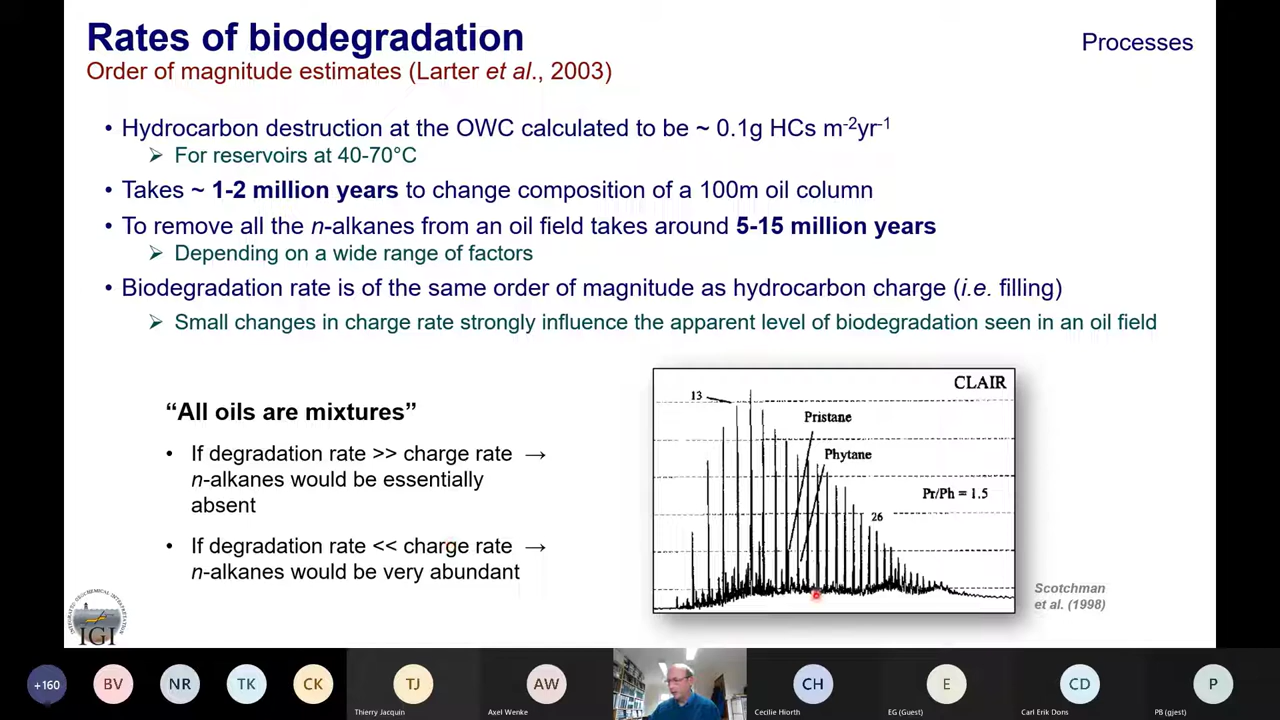 Rates of biodegradation
Processes
Order of magnitude estimates (Larter et al., 2003)
• Hydrocarbon destruction at the OWC calculated to be ~ 0.1g HCs m⁻²yr⁻¹
➢ For reservoirs at 40-70°C
• Takes ~ 1-2 million years to change composition of a 100m oil column
• To remove all the n-alkanes from an oil field takes around 5-15 million years
➢ Depending on a wide range of factors
• Biodegradation rate is of the same order of magnitude as hydrocarbon charge (i.e. filling)
➢ Small changes in charge rate strongly influence the apparent level of biodegradation seen in an oil field
“All oils are mixtures”
• If degradation rate >> charge rate →
n-alkanes would be essentially
absent
• If degradation rate << charge rate →
n-alkanes would be very abundant
CLAIR
13
Pristane
Phytane
Pr/Ph = 1.5
26
Scotchman
et al. (1998)
INTEGRATED GEOCHEMICAL INTERPRETATION
IGI
+160
BV
NR
TK
CK
TJ
Thierry Jacquin
AW
Axel Wenke
CH
Cecilie Hiorth
E
EG (Guest)
CD
Carl Erik Dons
P
PB (gjest)